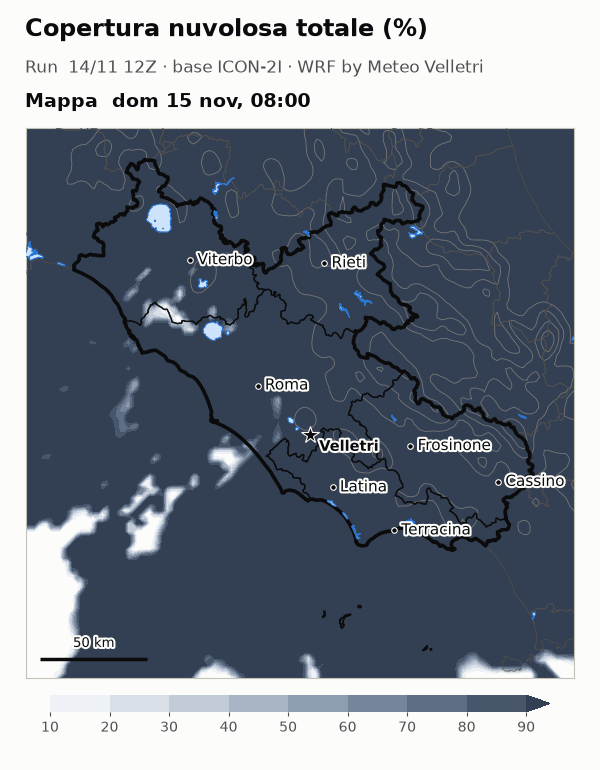 Copertura nuvolosa totale (%)
Run 14/11 12Z · base ICON-2I · WRF by Meteo Velletri
Mappa dom 15 nov, 08:00
Viterbo
Rieti
Roma
Velletri
Frosinone
Cassino
Latina
Terracina
50 km
10 20 30 40 50 60 70 80 90